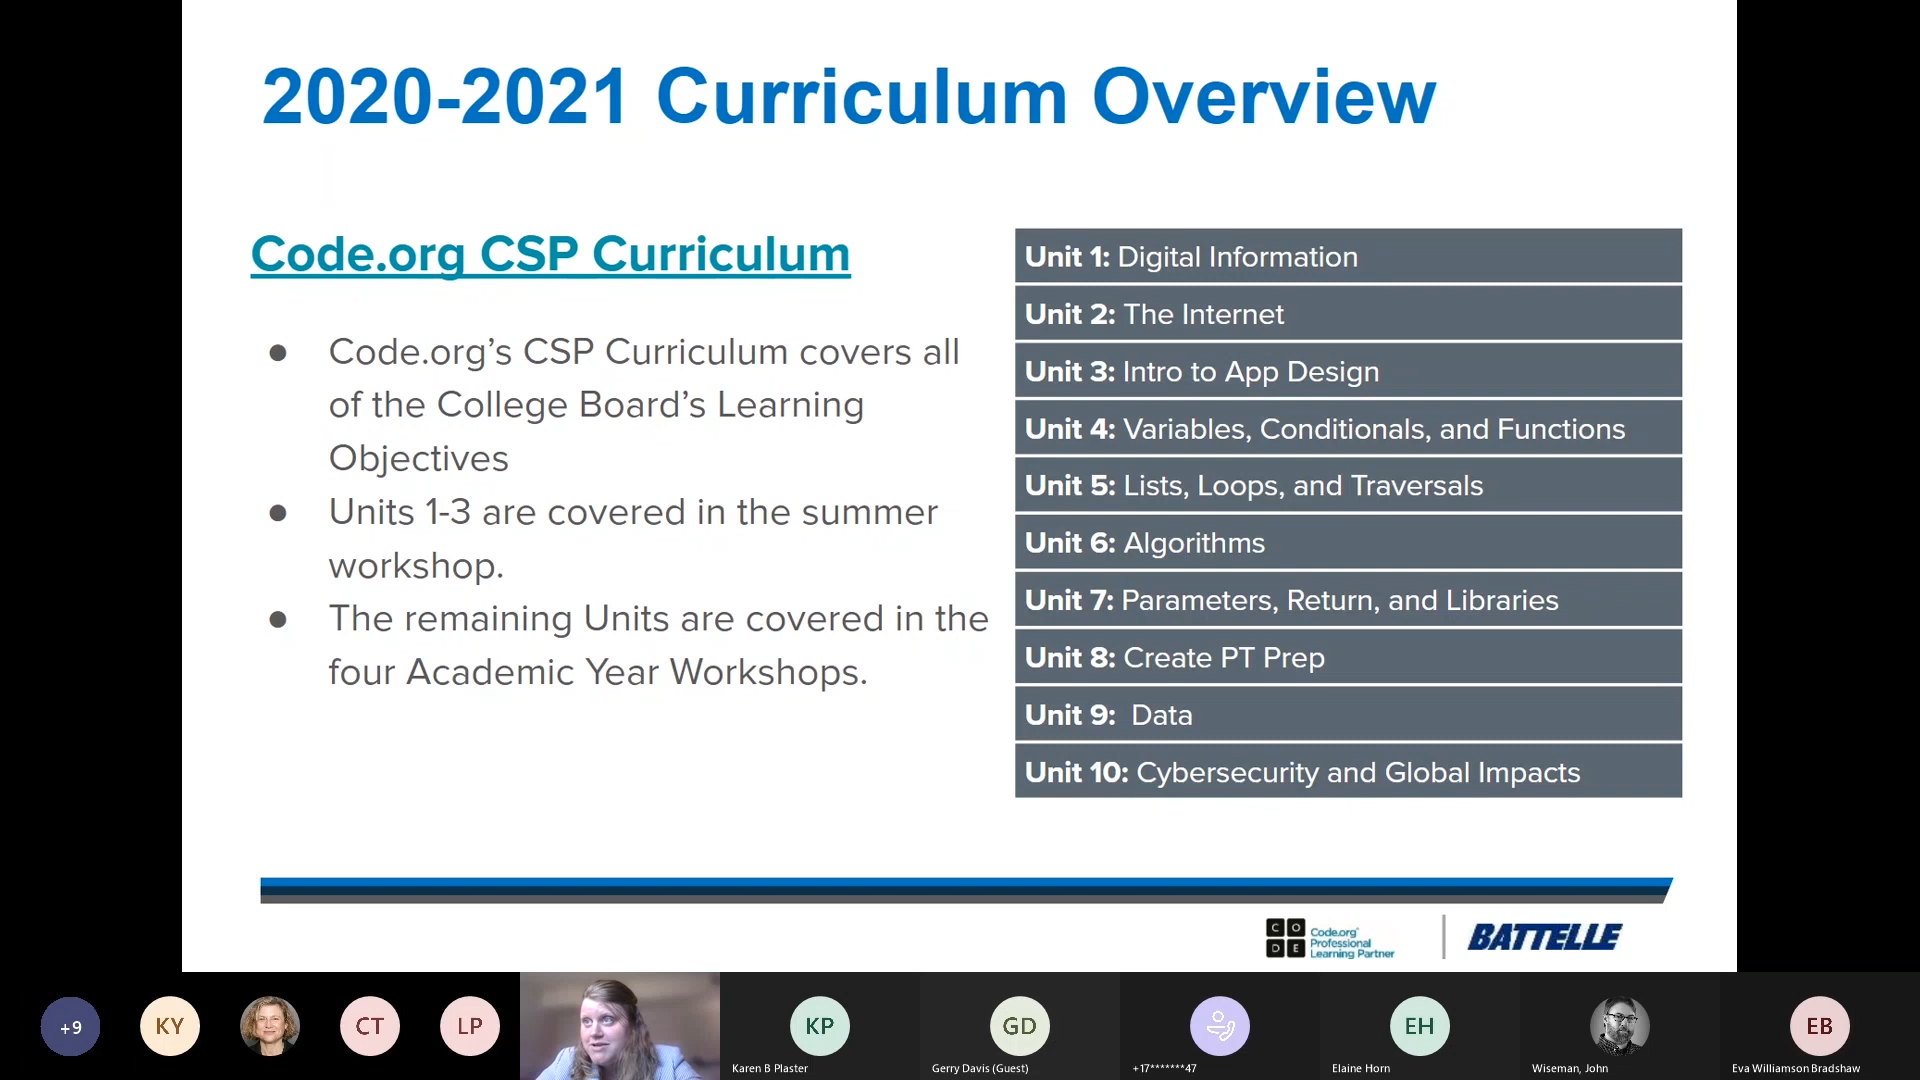 2020-2021 Curriculum Overview
Code.org CSP Curriculum
● Code.org’s CSP Curriculum covers all
of the College Board’s Learning
Objectives
● Units 1-3 are covered in the summer
workshop.
● The remaining Units are covered in the
four Academic Year Workshops.
Unit 1: Digital Information
Unit 2: The Internet
Unit 3: Intro to App Design
Unit 4: Variables, Conditionals, and Functions
Unit 5: Lists, Loops, and Traversals
Unit 6: Algorithms
Unit 7: Parameters, Return, and Libraries
Unit 8: Create PT Prep
Unit 9: Data
Unit 10: Cybersecurity and Global Impacts
C O
D E
Code.org®
Professional
Learning Partner
BATTELLE
+9
KY
CT
LP
KP
Karen B Plaster
GD
Gerry Davis (Guest)
+17*******47
EH
Elaine Horn
Wiseman, John
EB
Eva Williamson Bradshaw